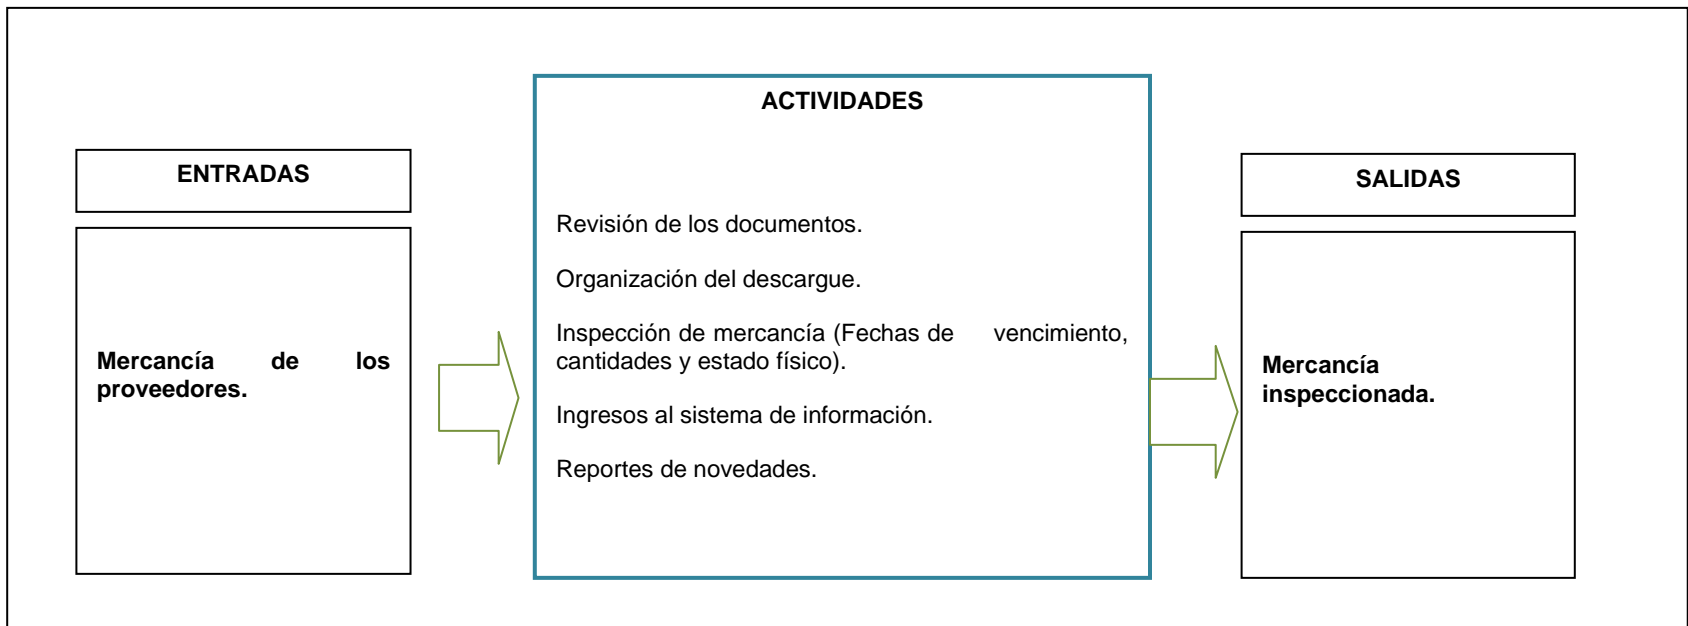 ENTRADAS
Mercancía de los
proveedores.
ACTIVIDADES
Revisión de los documentos.
Organización del descargue.
Inspección de mercancía (Fechas de vencimiento,
cantidades y estado físico).
Ingresos al sistema de información.
Reportes de novedades.
SALIDAS
Mercancía
inspeccionada.